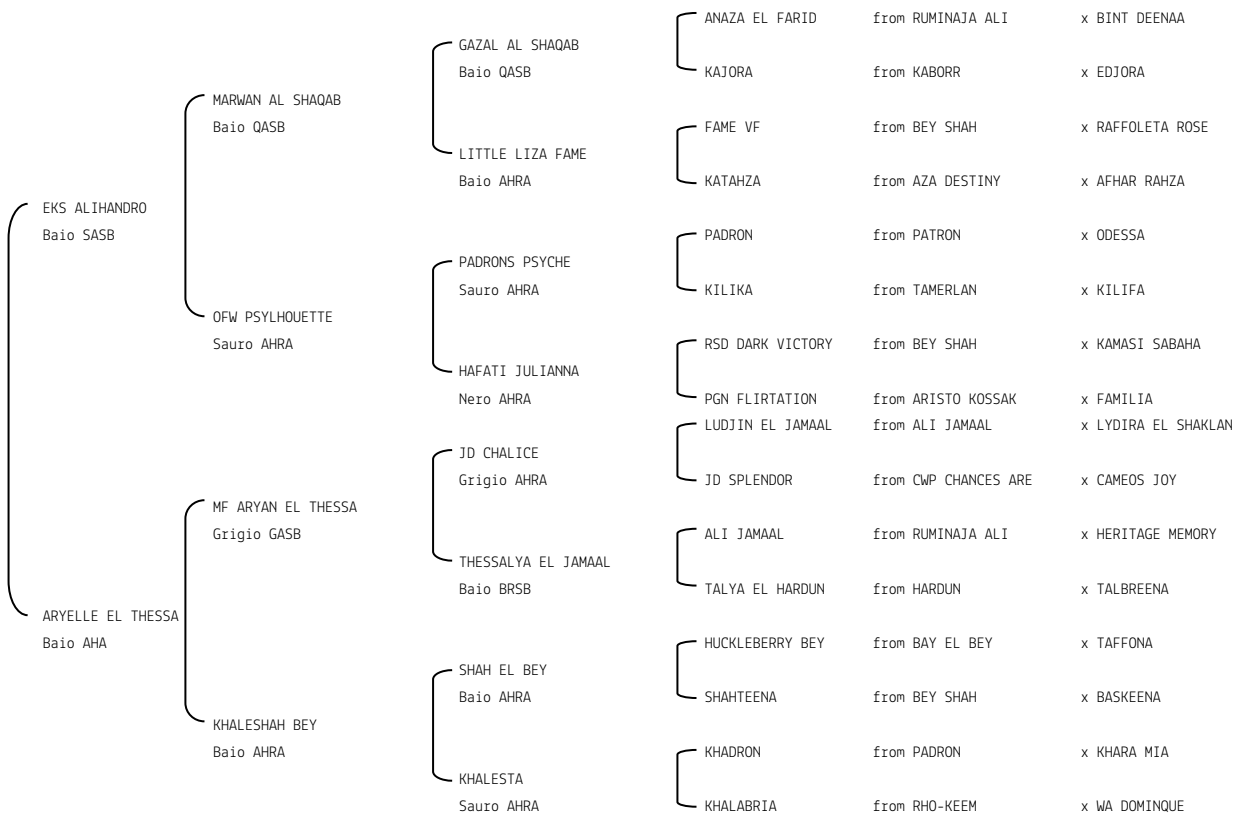 ANAZA EL FARID from RUMINAJA ALI x BINT DEENAA
GAZAL AL SHAQAB
Baio QASB
KAJORA from KABORR x EDJORA
MARWAN AL SHAQAB
Baio QASB
FAME VF from BEY SHAH x RAFFOLETA ROSE
LITTLE LIZA FAME
Baio AHRA
KATAHZA from AZA DESTINY x AFHAR RAHZA
EKS ALIHANDRO
Baio SASB
PADRON from PATRON x ODESSA
PADRONS PSYCHE
Sauro AHRA
KILIKA from TAMERLAN x KILIFA
OFW PSYLHOUETTE
Sauro AHRA
RSD DARK VICTORY from BEY SHAH x KAMASI SABAHA
HAFATI JULIANNA
Nero AHRA
PGN FLIRTATION from ARISTO KOSSAK x FAMILIA
LUDJIN EL JAMAAL from ALI JAMAAL x LYDIRA EL SHAKLAN
JD CHALICE
Grigio AHRA
JD SPLENDOR from CWP CHANCES ARE x CAMEOS JOY
MF ARYAN EL THESSA
Grigio GASB
ALI JAMAAL from RUMINAJA ALI x HERITAGE MEMORY
THESSALYA EL JAMAAL
Baio BRSB
TALYA EL HARDUN from HARDUN x TALBREENA
ARYELLE EL THESSA
Baio AHA
HUCKLEBERRY BEY from BAY EL BEY x TAFFONA
SHAH EL BEY
Baio AHRA
SHAHTEENA from BEY SHAH x BASKEENA
KHALESHAH BEY
Baio AHRA
KHADRON from PADRON x KHARA MIA
KHALESTA
Sauro AHRA
KHALABRIA from RHO-KEEM x WA DOMINQUE